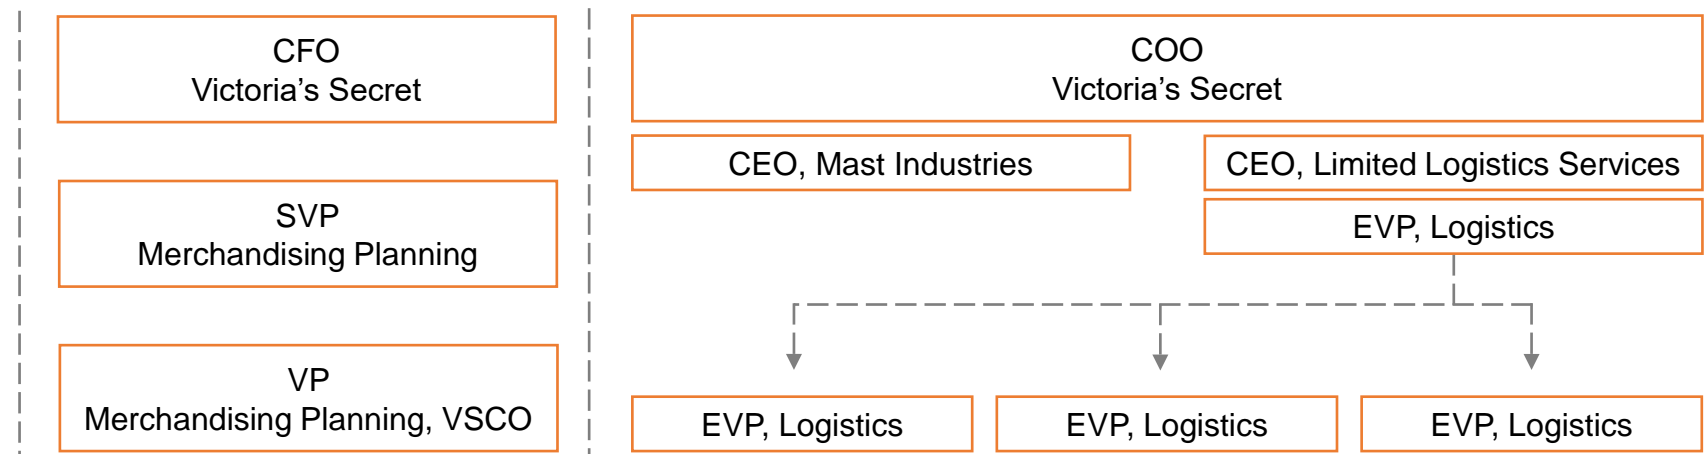 CFO
Victoria’s Secret
SVP
Merchandising Planning
VP
Merchandising Planning, VSCO
COO
Victoria’s Secret
CEO, Mast Industries
CEO, Limited Logistics Services
EVP, Logistics
EVP, Logistics
EVP, Logistics
EVP, Logistics